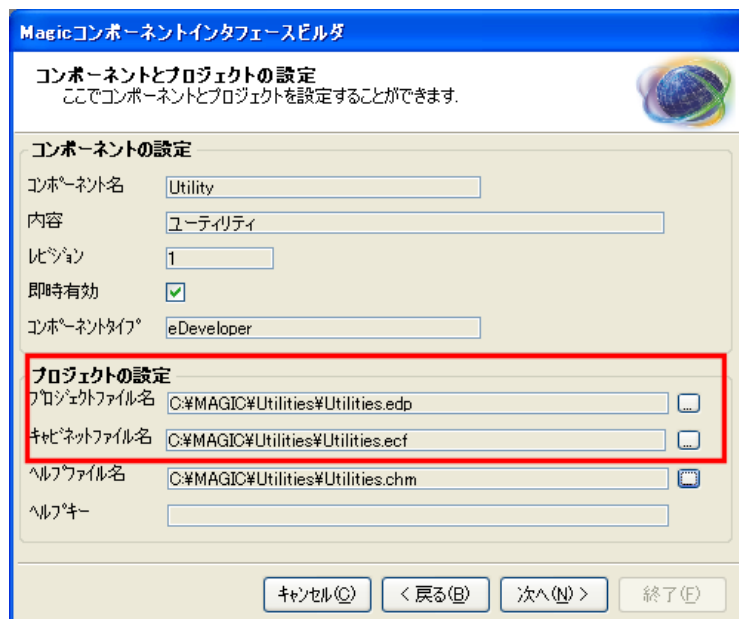 Magicコンポーネントインタフェースビルダ
コンポーネントとプロジェクトの設定
ここでコンポーネントとプロジェクトを設定することができます.
コンポーネントの設定
コンポーネント名 Utility
内容 ユーティリティ
レビジョン 1
即時有効
コンポーネントタイプ eDeveloper
プロジェクトの設定
プロジェクトファイル名 C:¥MAGIC¥Utilities¥Utilities.edp ...
キャビネットファイル名 C:¥MAGIC¥Utilities¥Utilities.ecf ...
ヘルプファイル名 C:¥MAGIC¥Utilities¥Utilities.chm ...
ヘルプキー
キャンセル(C) < 戻る(B) 次へ(N) > 終了(F)